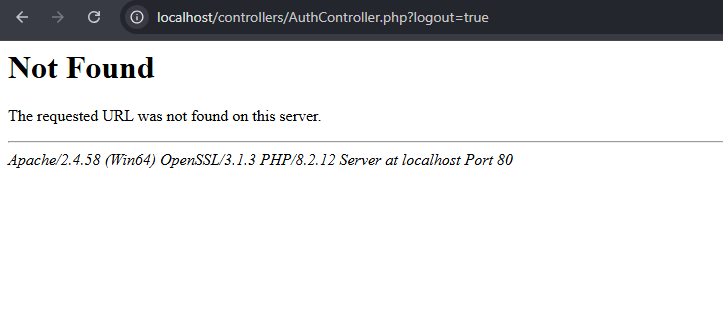 localhost/controllers/AuthController.php?logout=true
Not Found
The requested URL was not found on this server.
Apache/2.4.58 (Win64) OpenSSL/3.1.3 PHP/8.2.12 Server at localhost Port 80